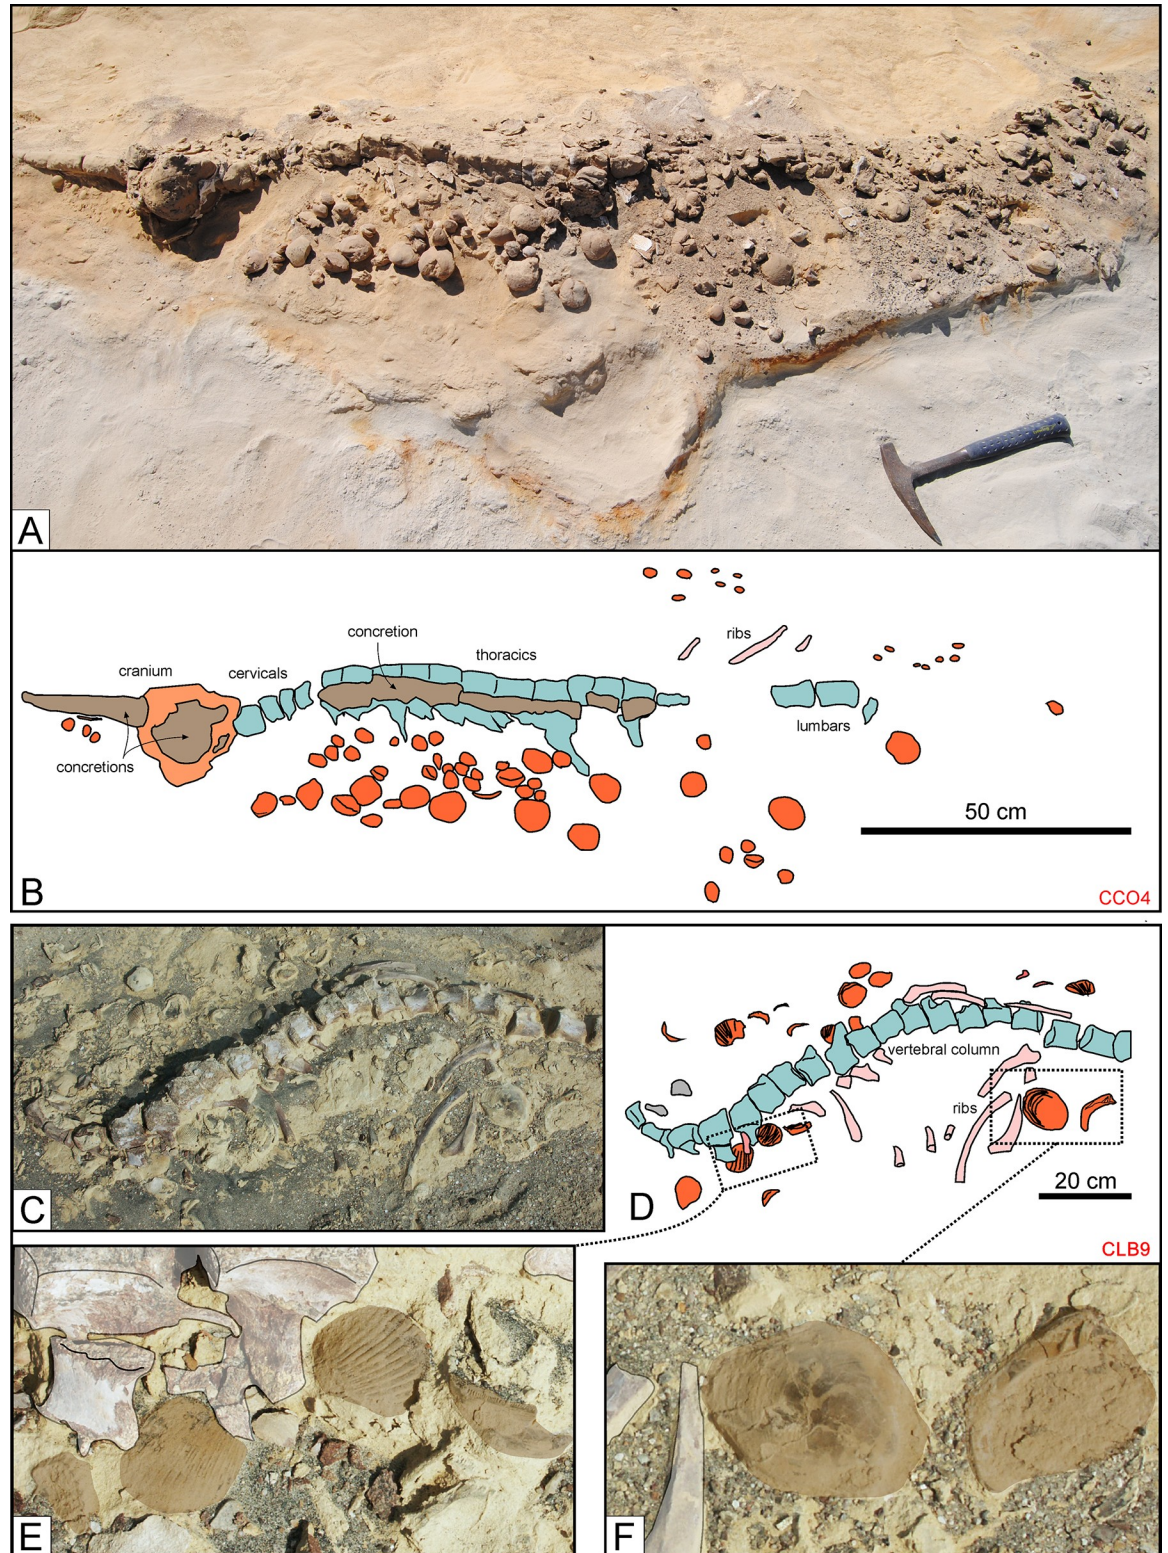 A
concretion
thoracics
ribs
cranium
cervicals
lumbars
concretions
50 cm
B
CCO4
C
vertebral column
ribs
D
20 cm
CLB9
E
F